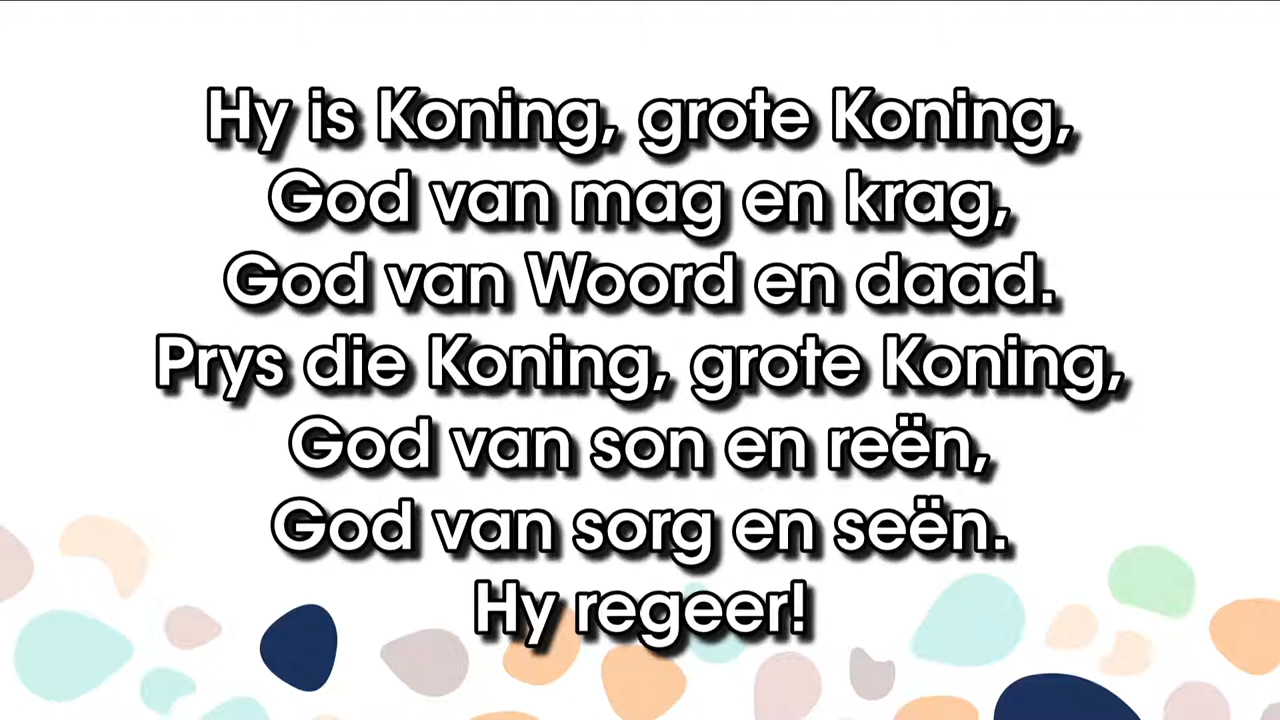 Hy is Koning, grote Koning,
God van mag en krag,
God van Woord en daad.
Prys die Koning, grote Koning,
God van son en reën,
God van sorg en seën.
Hy regeer!